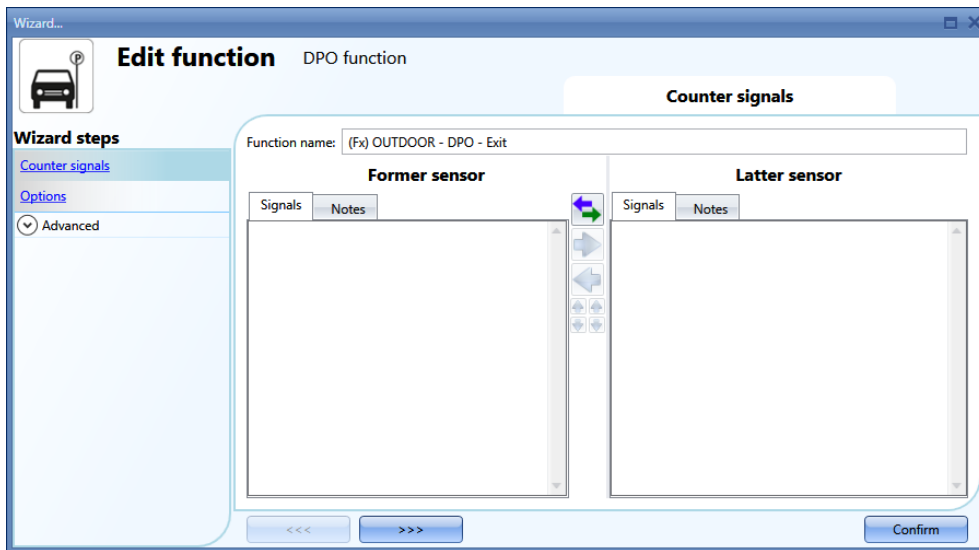 Wizard...
P
Edit function DPO function
Counter signals
Wizard steps
Counter signals
Options
Advanced
Function name: (Fx) OUTDOOR - DPO - Exit
Former sensor
Signals Notes
Latter sensor
Signals Notes
<<< >>> Confirm